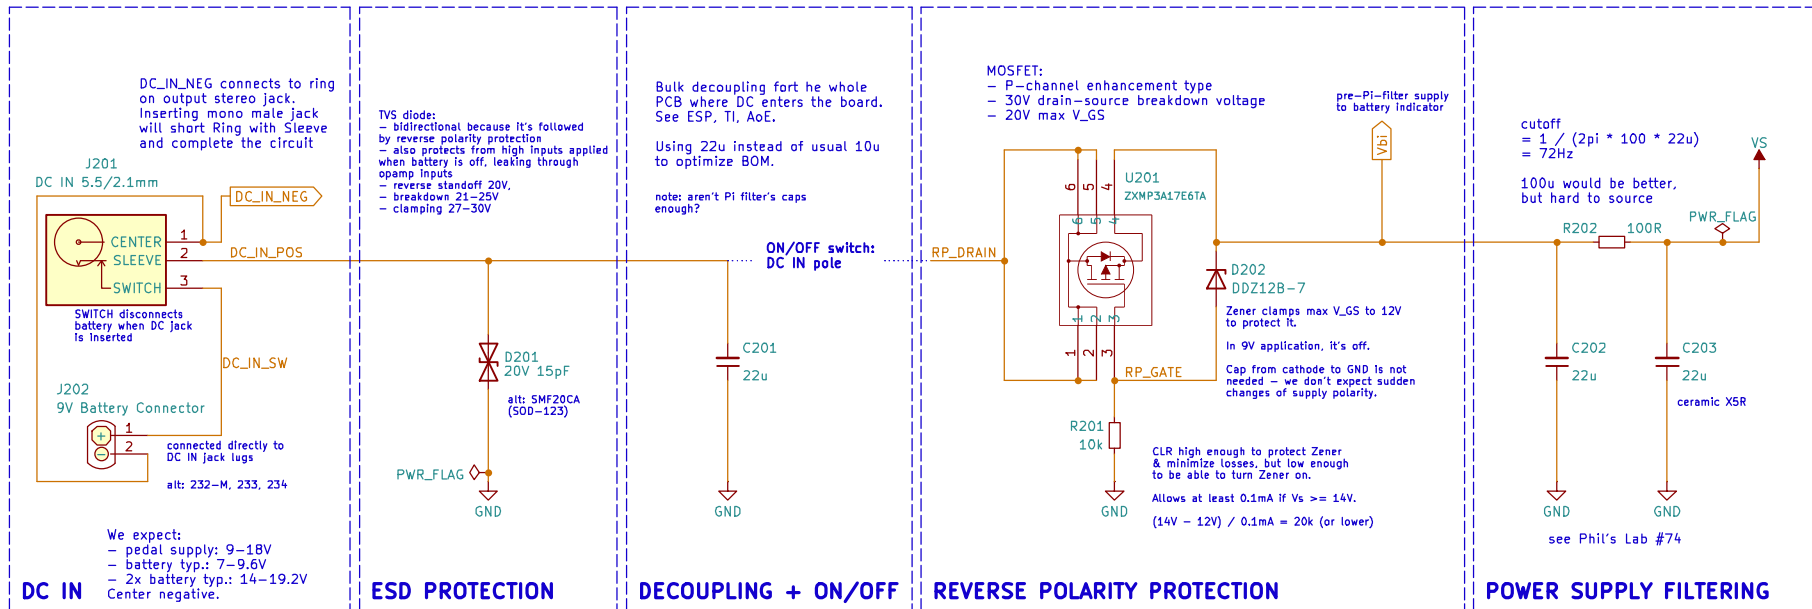 DC_IN_NEG connects to ring
on output stereo jack.
Inserting mono male jack
will short Ring with Sleeve
and complete the circuit
J201
DC IN 5.5/2.1mm
DC_IN_NEG
CENTER
1
SLEEVE
2
SWITCH
3
DC_IN_POS
SWITCH disconnects
battery when DC jack
is inserted
DC_IN_SW
J202
9V Battery Connector
+
1
−
2
connected directly to
DC IN jack lugs
alt: 232-M, 233, 234
We expect:
- pedal supply: 9-18V
- battery typ.: 7-9.6V
- 2x battery typ.: 14-19.2V
Center negative.
DC IN
TVS diode:
- bidirectional because it's followed
by reverse polarity protection
- also protects from high inputs applied
when battery is off, leaking through
opamp inputs
- reverse standoff 20V,
- breakdown 21-25V
- clamping 27-30V
D201
20V 15pF
alt: SMF20CA
(SOD-123)
PWR_FLAG
GND
ESD PROTECTION
Bulk decoupling fort he whole
PCB where DC enters the board.
See ESP, TI, AoE.
Using 22u instead of usual 10u
to optimize BOM.
note: aren't Pi filter's caps
enough?
ON/OFF switch:
DC IN pole
C201
22u
GND
DECOUPLING + ON/OFF
MOSFET:
- P-channel enhancement type
- 30V drain-source breakdown voltage
- 20V max V_GS
RP_DRAIN
6
5
4
U201
ZXMP3A17E6TA
6
5
4
1
2
3
1
2
3
RP_GATE
R201
10k
GND
pre-Pi-filter supply
to battery indicator
Vbi
D202
DDZ12B-7
Zener clamps max V_GS to 12V
to protect it.
In 9V application, it's off.
Cap from cathode to GND is not
needed - we don't expect sudden
changes of supply polarity.
CLR high enough to protect Zener
& minimize losses, but low enough
to be able to turn Zener on.
Allows at least 0.1mA if Vs >= 14V.
(14V - 12V) / 0.1mA = 20k (or lower)
REVERSE POLARITY PROTECTION
cutoff
= 1 / (2pi * 100 * 22u)
= 72Hz
100u would be better,
but hard to source
VS
PWR_FLAG
R202
100R
C202
22u
C203
22u
ceramic X5R
GND
GND
see Phil's Lab #74
POWER SUPPLY FILTERING